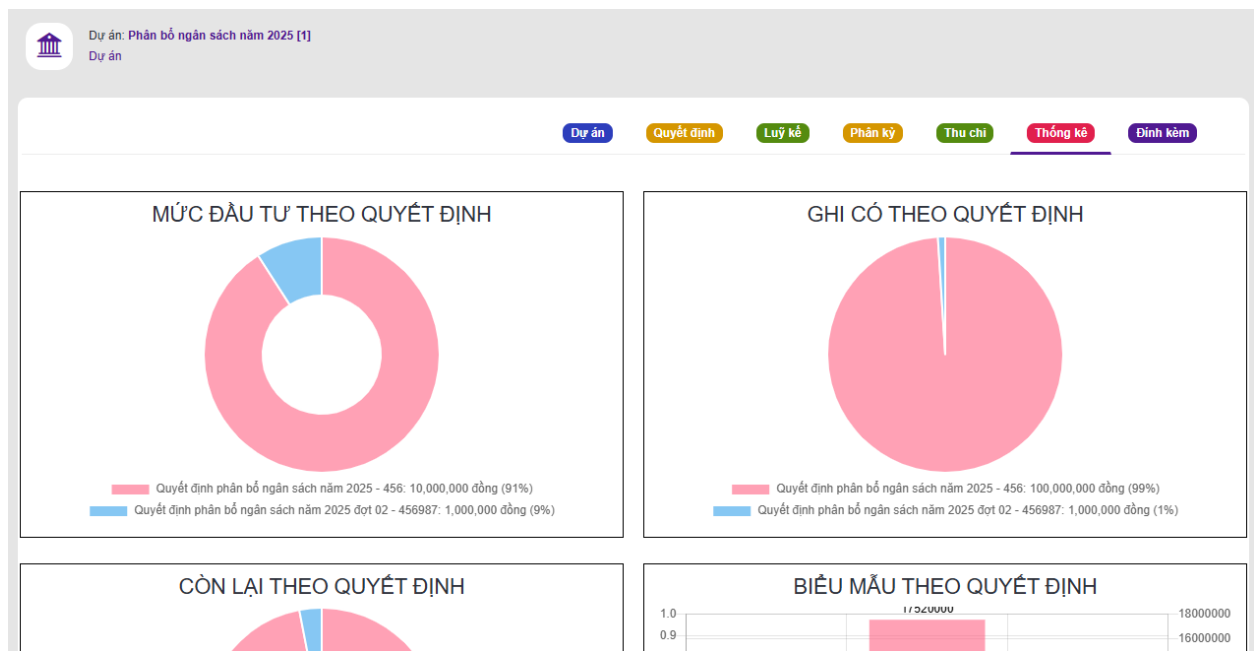 Dự án: Phân bổ ngân sách năm 2025 [1]
Dự án
Dự án Quyết định Luỹ kế Phân kỳ Thu chi Thống kê Đính kèm
MỨC ĐẦU TƯ THEO QUYẾT ĐỊNH
Quyết định phân bổ ngân sách năm 2025 - 456: 10,000,000 đồng (91%)
Quyết định phân bổ ngân sách năm 2025 đợt 02 - 456987: 1,000,000 đồng (9%)
GHI CÓ THEO QUYẾT ĐỊNH
Quyết định phân bổ ngân sách năm 2025 - 456: 100,000,000 đồng (99%)
Quyết định phân bổ ngân sách năm 2025 đợt 02 - 456987: 1,000,000 đồng (1%)
CÒN LẠI THEO QUYẾT ĐỊNH
BIỂU MẪU THEO QUYẾT ĐỊNH
17520000
1.0 18000000
0.9 16000000